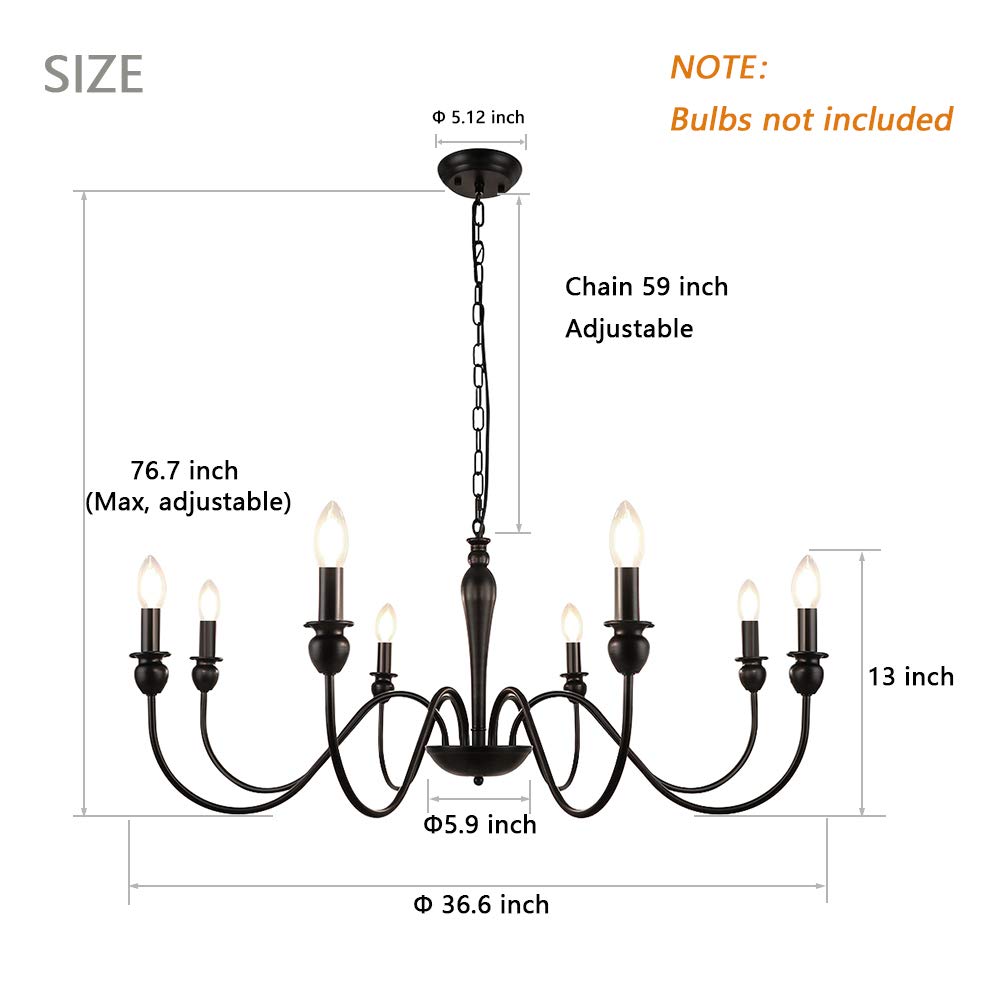 SIZE
NOTE:
Bulbs not included
Φ 5.12 inch
Chain 59 inch
Adjustable
76.7 inch
(Max, adjustable)
13 inch
Φ5.9 inch
Φ 36.6 inch